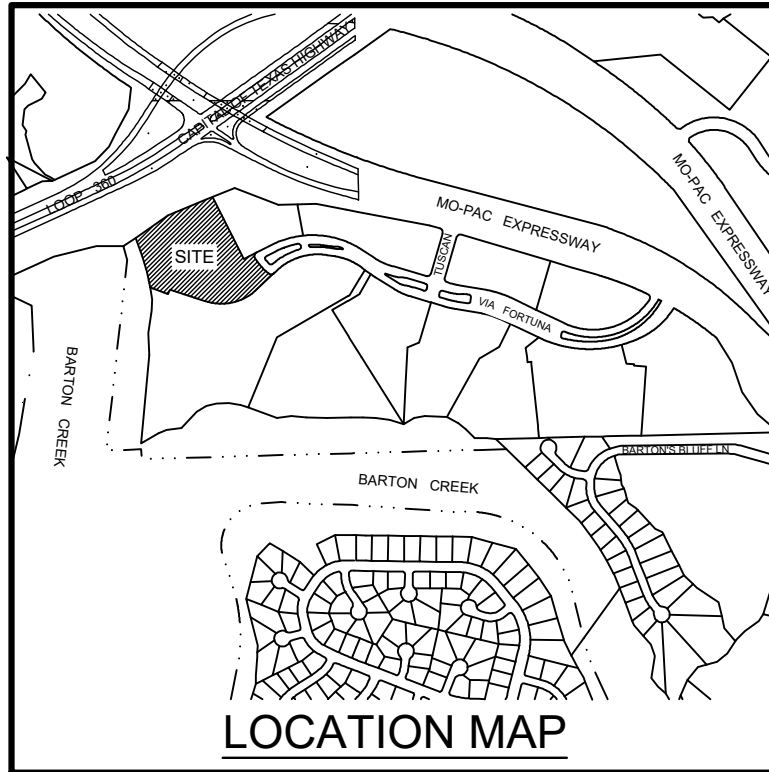 CAPITAL OF TEXAS HIGHWAY
LOOP 360
MO-PAC EXPRESSWAY
MO-PAC EXPRESSWAY
SITE
TUSCAN
VIA FORTUNA
BARTON CREEK
BARTON'S BLUFF LN
BARTON CREEK
LOCATION MAP